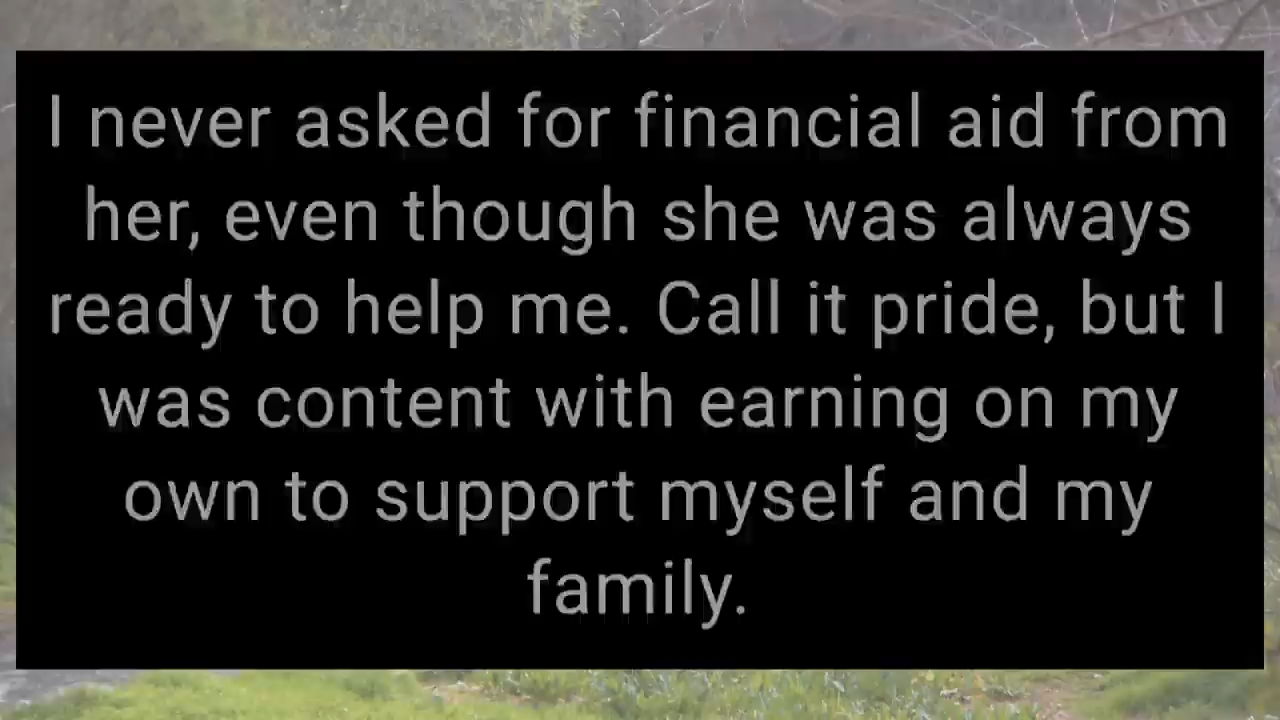 I never asked for financial aid from
her, even though she was always
ready to help me. Call it pride, but I
was content with earning on my
own to support myself and my
family.